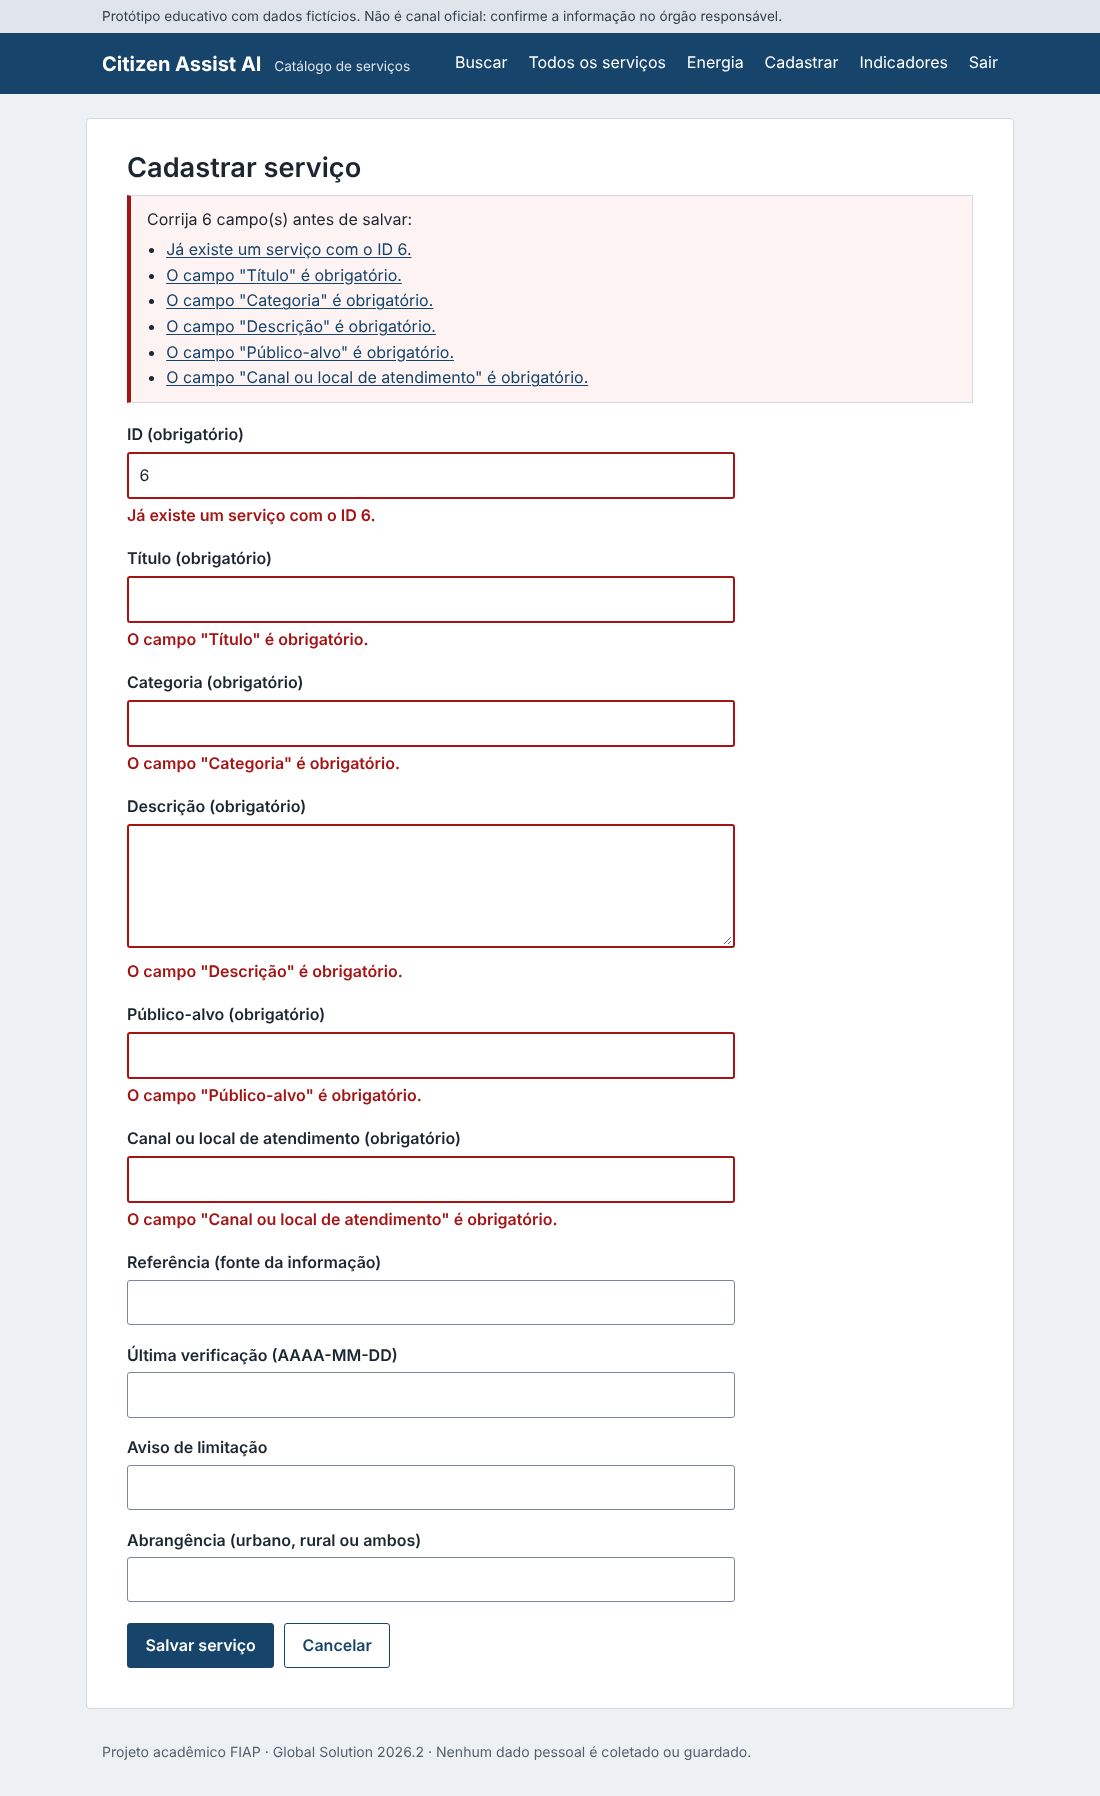 Protótipo educativo com dados fictícios. Não é canal oficial: confirme a informação no órgão responsável.
Citizen Assist AI Catálogo de serviços Buscar Todos os serviços Energia Cadastrar Indicadores Sair
Cadastrar serviço
Corrija 6 campo(s) antes de salvar:
• Já existe um serviço com o ID 6.
• O campo "Título" é obrigatório.
• O campo "Categoria" é obrigatório.
• O campo "Descrição" é obrigatório.
• O campo "Público-alvo" é obrigatório.
• O campo "Canal ou local de atendimento" é obrigatório.
ID (obrigatório)
6
Já existe um serviço com o ID 6.
Título (obrigatório)
O campo "Título" é obrigatório.
Categoria (obrigatório)
O campo "Categoria" é obrigatório.
Descrição (obrigatório)
O campo "Descrição" é obrigatório.
Público-alvo (obrigatório)
O campo "Público-alvo" é obrigatório.
Canal ou local de atendimento (obrigatório)
O campo "Canal ou local de atendimento" é obrigatório.
Referência (fonte da informação)
Última verificação (AAAA-MM-DD)
Aviso de limitação
Abrangência (urbano, rural ou ambos)
Salvar serviço Cancelar
Projeto acadêmico FIAP · Global Solution 2026.2 · Nenhum dado pessoal é coletado ou guardado.